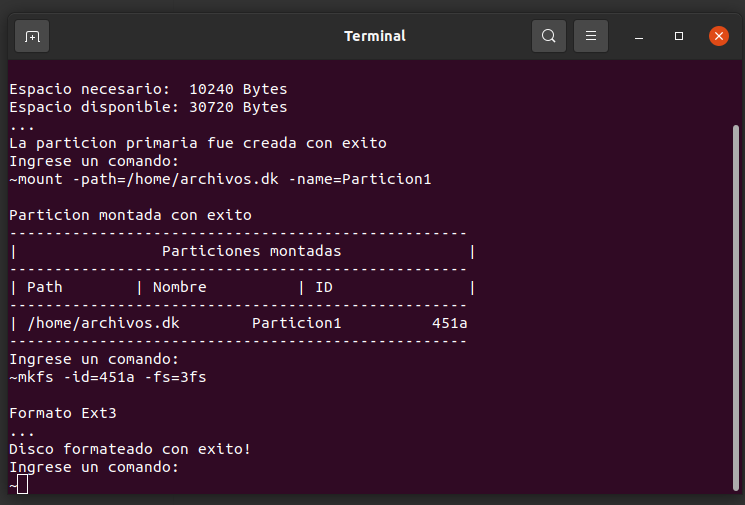 Terminal
Espacio necesario:  10240 Bytes
Espacio disponible: 30720 Bytes
...
La particion primaria fue creada con exito
Ingrese un comando:
~mount -path=/home/archivos.dk -name=Particion1

Particion montada con exito
---------------------------------------------------
|                Particiones montadas              |
---------------------------------------------------
| Path        | Nombre          | ID               |
---------------------------------------------------
| /home/archivos.dk        Particion1          451a
---------------------------------------------------
Ingrese un comando:
~mkfs -id=451a -fs=3fs

Formato Ext3
...
Disco formateado con exito!
Ingrese un comando:
~